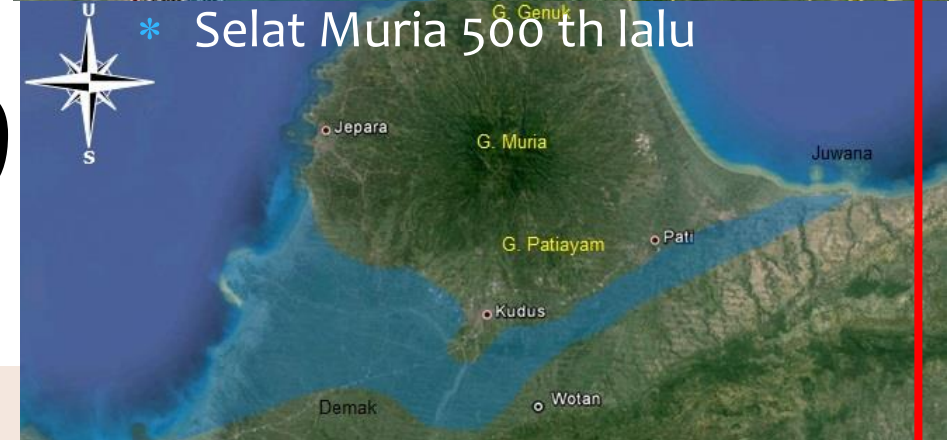 U
G. Genuk
* Selat Muria 500 th lalu
S
Jepara
G. Muria
Juwana
G. Patiayam
Pati
Kudus
Demak
Wotan